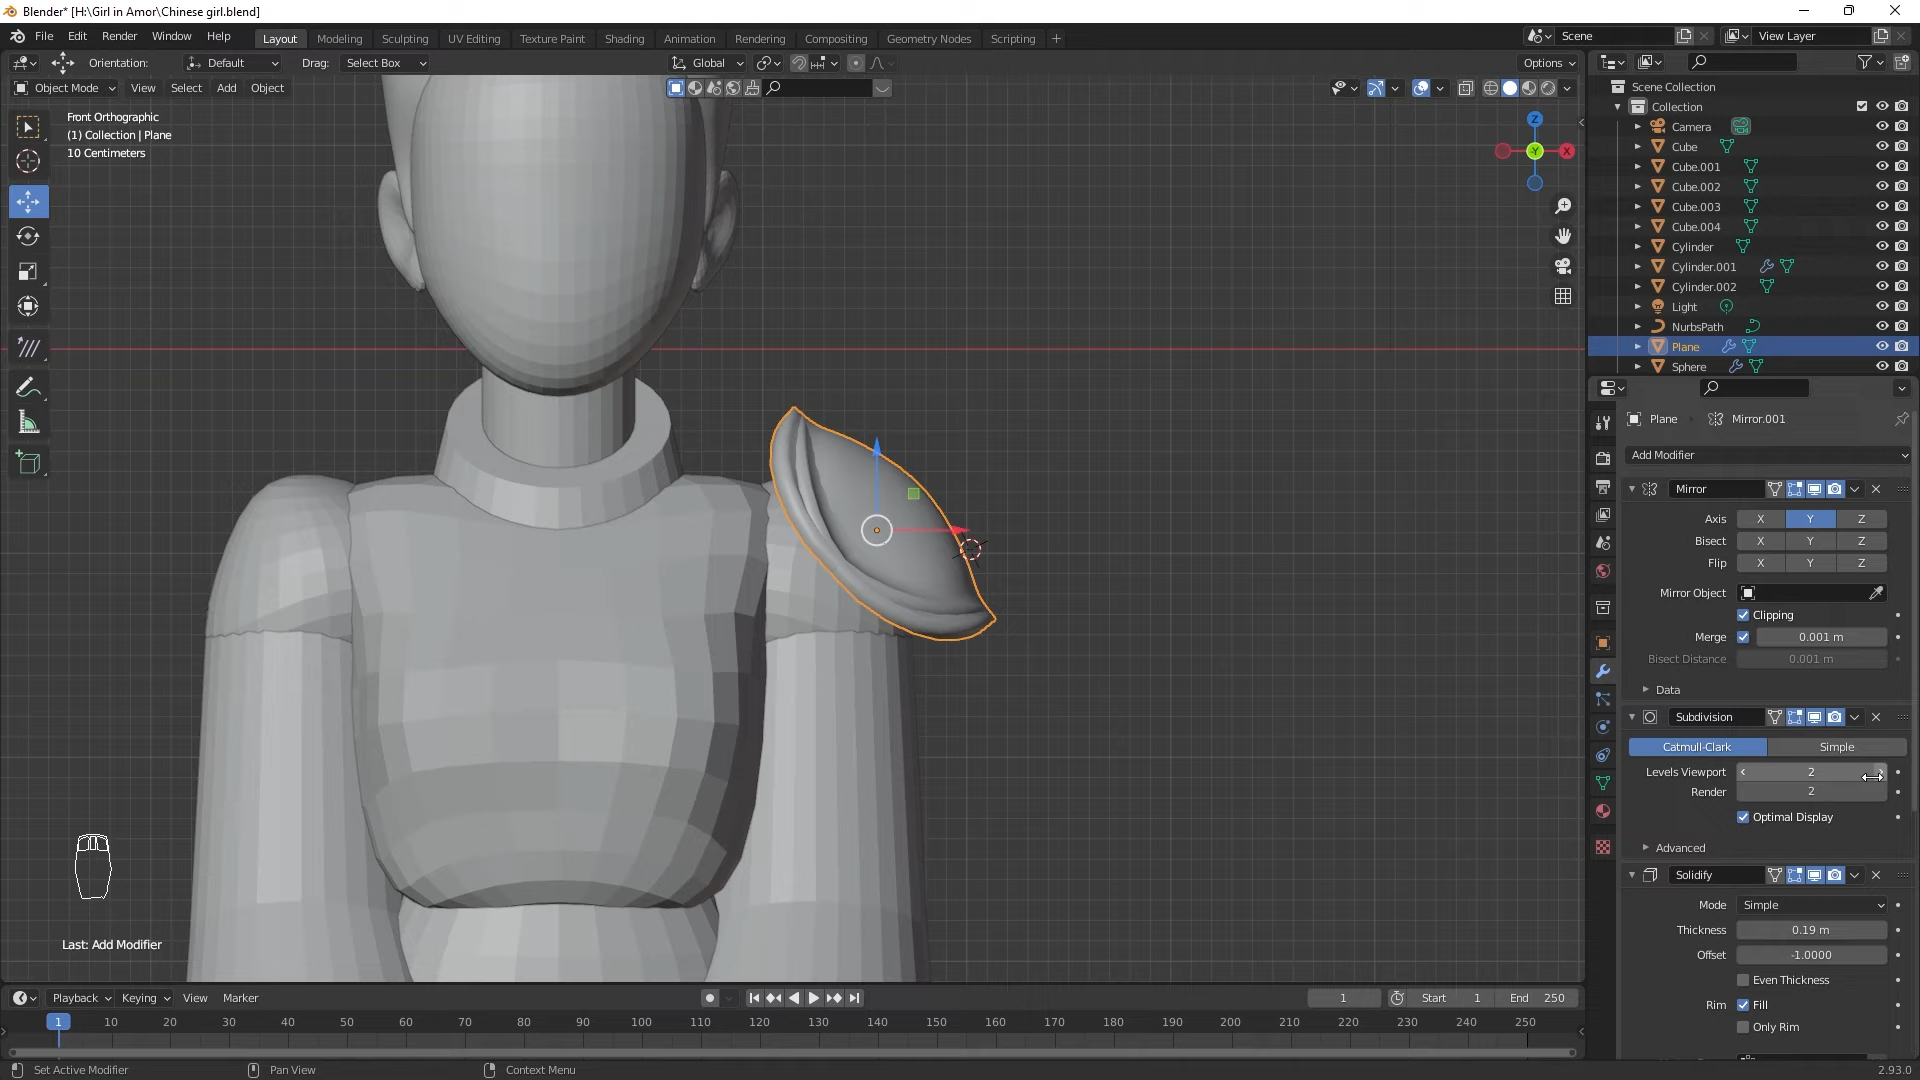 Blender* [H:\Girl in Amor\Chinese girl.blend]
File Edit Render Window Help Layout Modeling Sculpting UV Editing Texture Paint Shading Animation Rendering Compositing Geometry Nodes Scripting + Scene View Layer
Orientation: Default Drag: Select Box Global Options
Object Mode View Select Add Object
Front Orthographic
(1) Collection | Plane
10 Centimeters
Z
Y
X
Last: Add Modifier
Scene Collection
Collection
Camera
Cube
Cube.001
Cube.002
Cube.003
Cube.004
Cylinder
Cylinder.001
Cylinder.002
Light
NurbsPath
Plane
Sphere
Plane Mirror.001
Add Modifier
Mirror
Axis X Y Z
Bisect X Y Z
Flip X Y Z
Mirror Object
Clipping
Merge 0.001 m
Bisect Distance 0.001 m
Data
Subdivision
Catmull-Clark Simple
Levels Viewport 2
Render 2
Optimal Display
Advanced
Solidify
Mode Simple
Thickness 0.19 m
Offset -1.0000
Even Thickness
Rim Fill
Only Rim
Playback Keying View Marker 1 Start 1 End 250
1 10 20 30 40 50 60 70 80 90 100 110 120 130 140 150 160 170 180 190 200 210 220 230 240 250
Set Active Modifier Pan View Context Menu 2.93.0